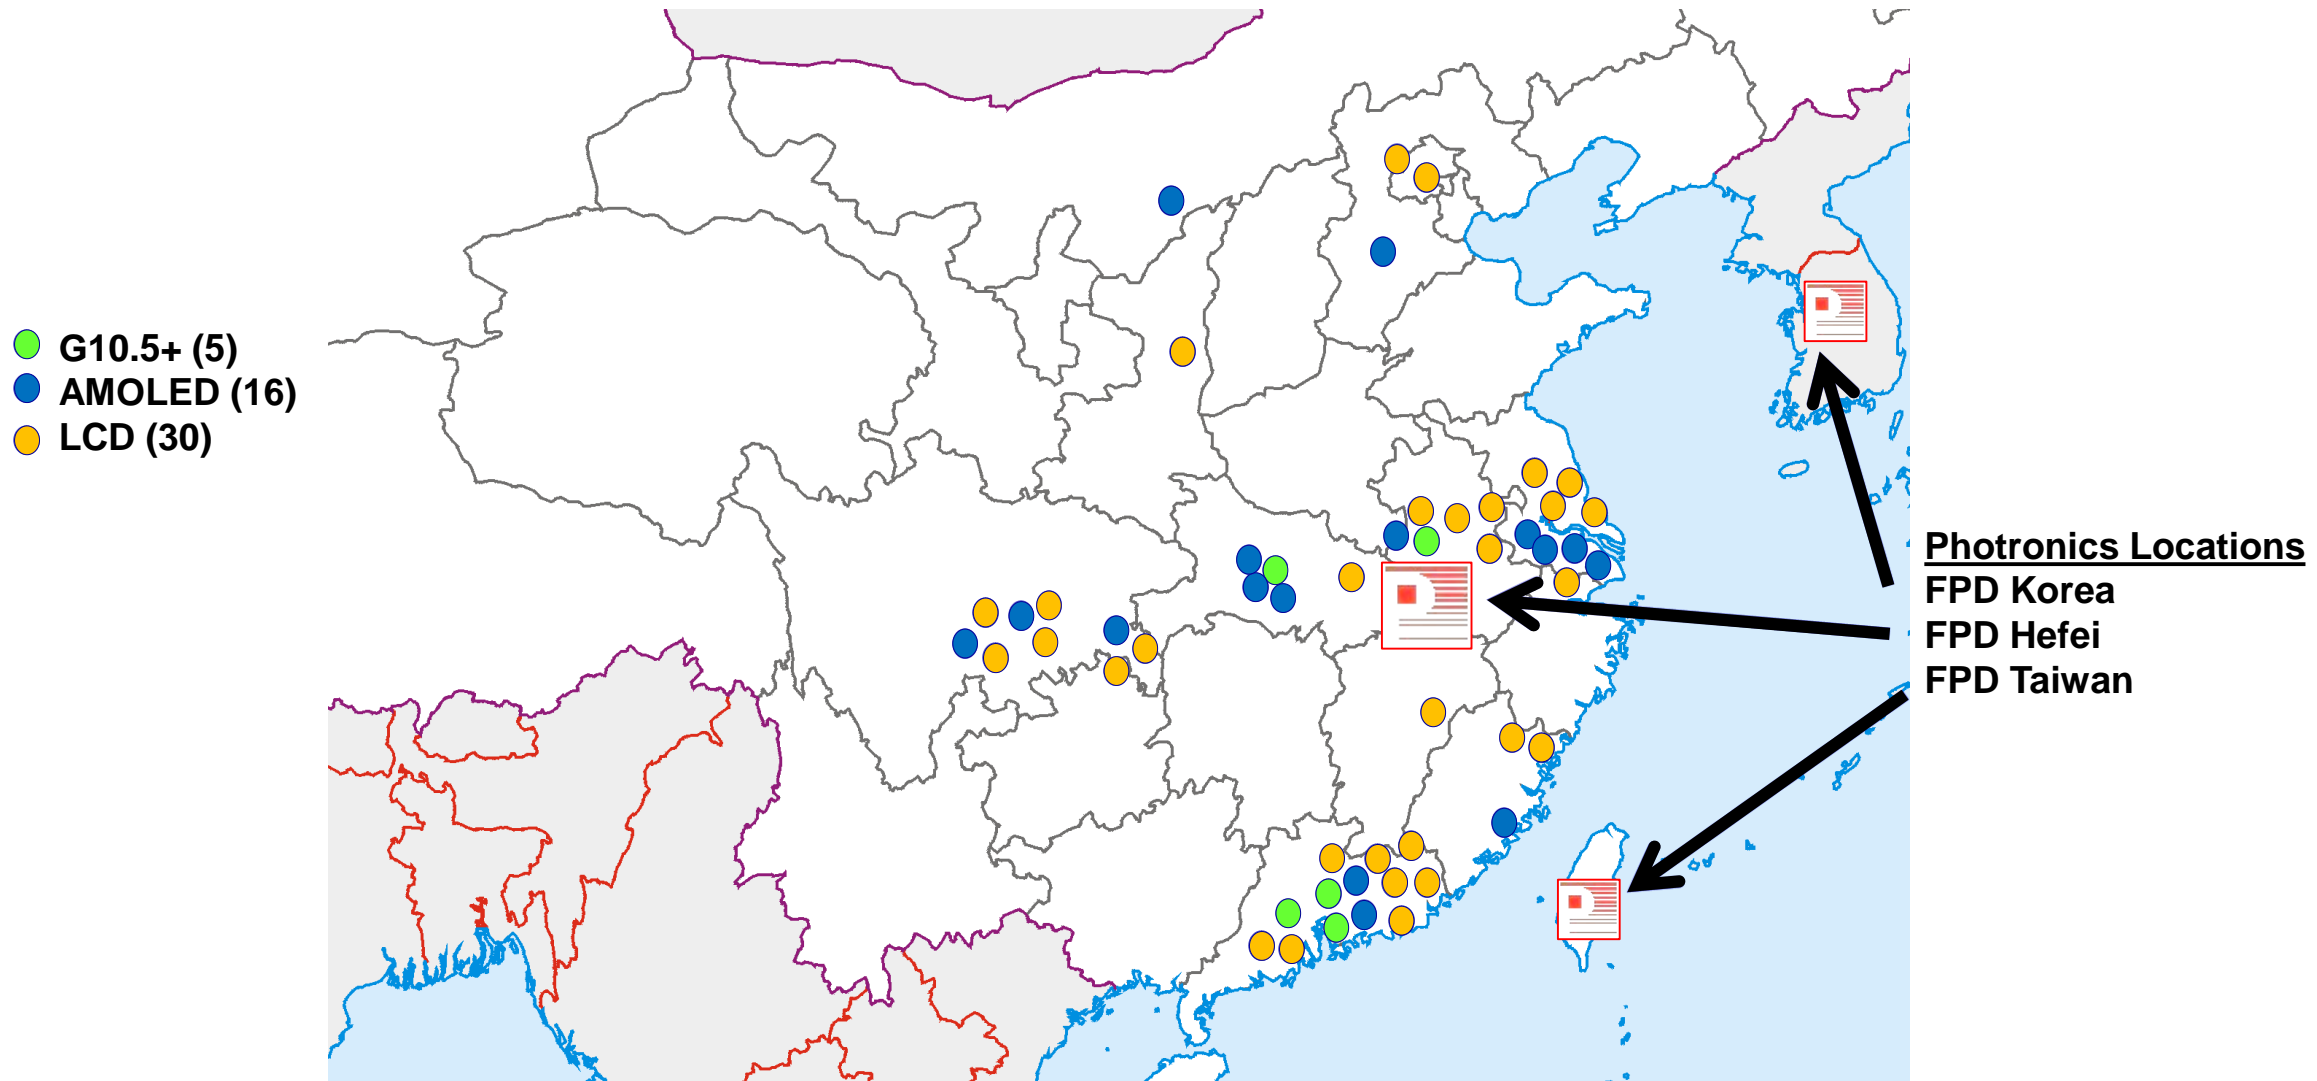 G10.5+ (5)
AMOLED (16)
LCD (30)
Photronics Locations
FPD Korea
FPD Hefei
FPD Taiwan